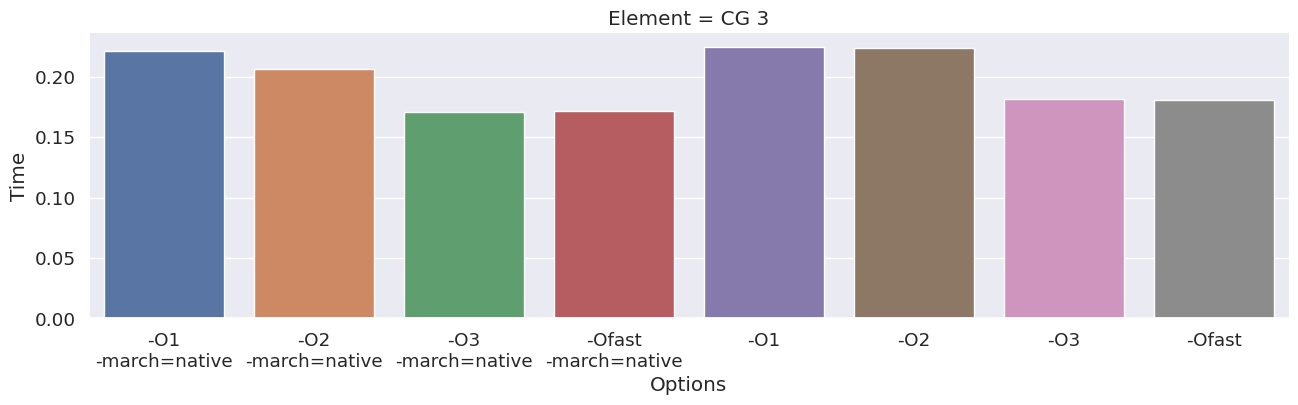 Element = CG 3
Time
0.20
0.15
0.10
0.05
0.00
-O1 -O2 -O3 -Ofast -O1 -O2 -O3 -Ofast
-march=native -march=native -march=native -march=native
Options